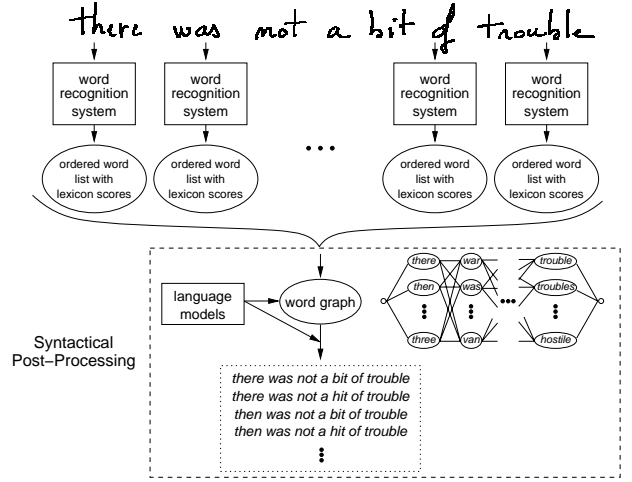 there was not a bit of trouble
word recognition system
word recognition system
word recognition system
word recognition system
ordered word list with lexicon scores
ordered word list with lexicon scores
...
ordered word list with lexicon scores
ordered word list with lexicon scores
Syntactical Post-Processing
language models
word graph
there
war
trouble
then
was
troubles
three
van
hostile
there was not a bit of trouble
there was not a hit of trouble
then was not a bit of trouble
then was not a hit of trouble